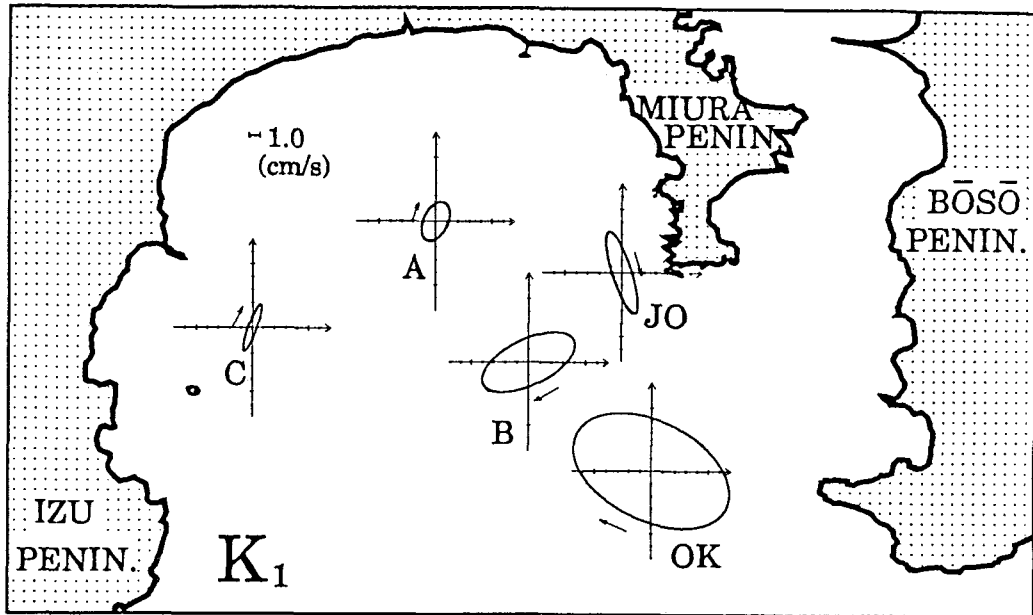 MIURA
PENIN.
1.0
(cm/s)
BŌSŌ
PENIN.
A
JO
C
B
IZU
PENIN.
K₁
OK